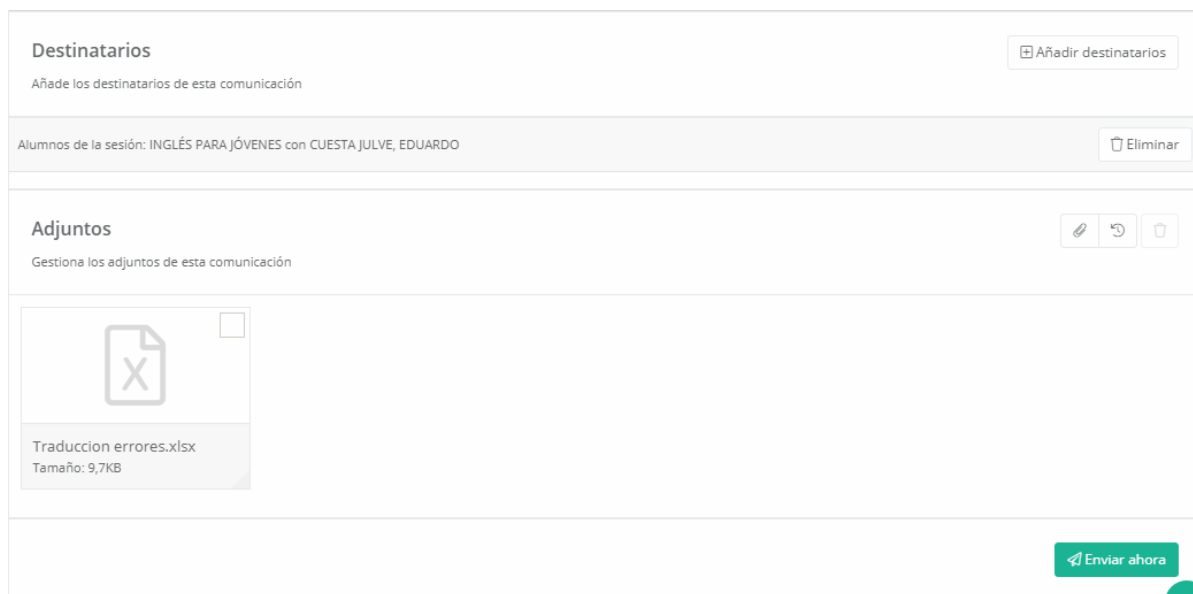 Destinatarios
Añadir destinatarios
Añade los destinatarios de esta comunicación
Alumnos de la sesión: INGLÉS PARA JÓVENES con CUESTA JULVE, EDUARDO
Eliminar
Adjuntos
Gestiona los adjuntos de esta comunicación
X
Traduccion errores.xlsx
Tamaño: 9,7KB
Enviar ahora